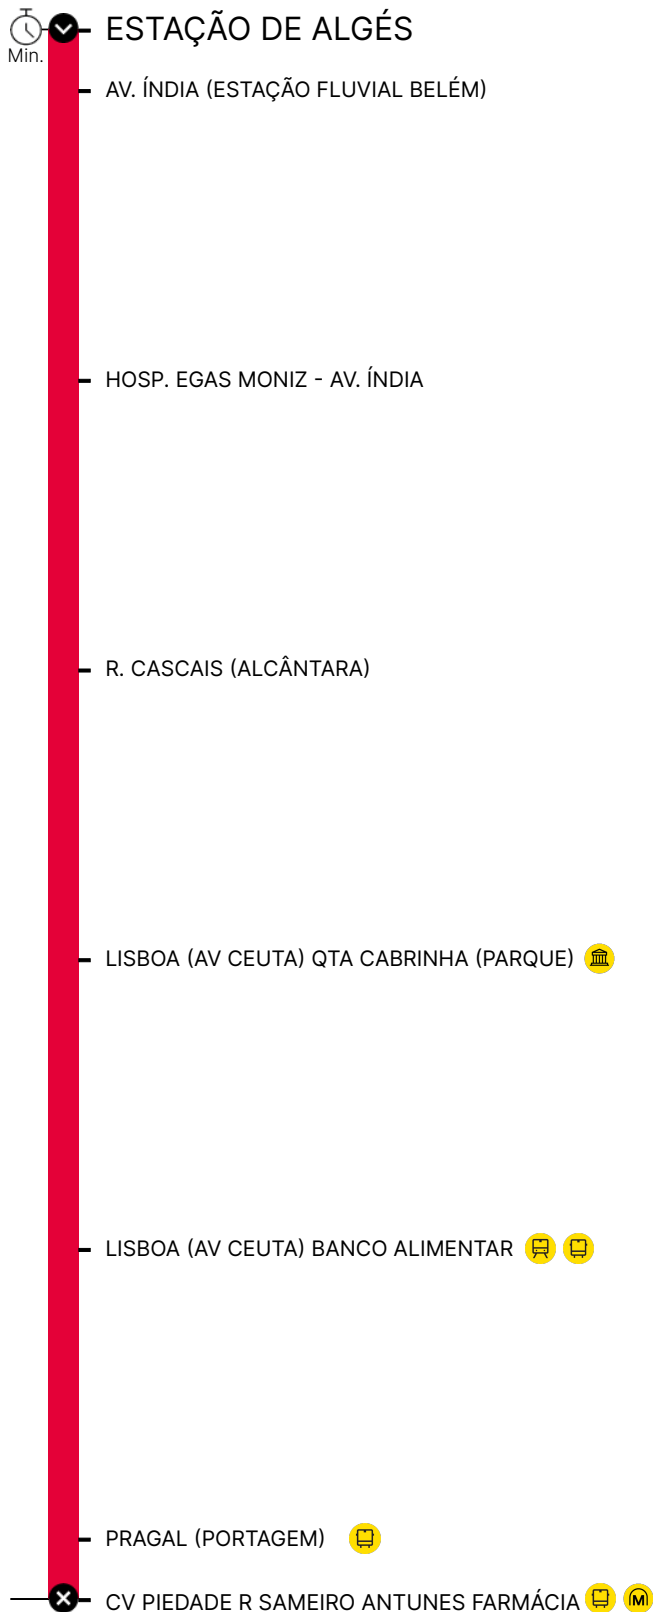 ESTAÇÃO DE ALGÉS
Min.
AV. ÍNDIA (ESTAÇÃO FLUVIAL BELÉM)
HOSP. EGAS MONIZ - AV. ÍNDIA
R. CASCAIS (ALCÂNTARA)
LISBOA (AV CEUTA) QTA CABRINHA (PARQUE)
LISBOA (AV CEUTA) BANCO ALIMENTAR
PRAGAL (PORTAGEM)
CV PIEDADE R SAMEIRO ANTUNES FARMÁCIA M